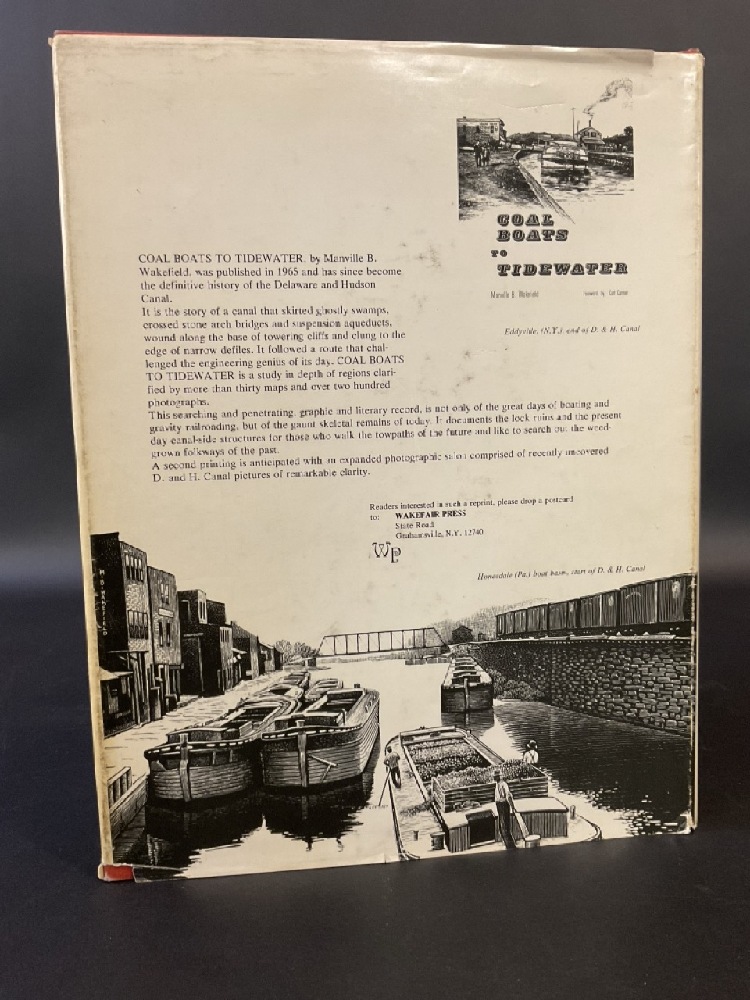 COAL
BOATS
TO
TIDEWATER
Manville B. Wakefield
Foreword by Carl Carmer
Eddyville, (N.Y.) end of D. & H. Canal
COAL BOATS TO TIDEWATER, by Manville B.
Wakefield, was published in 1965 and has since become
the definitive history of the Delaware and Hudson
Canal.
It is the story of a canal that skirted ghostly swamps,
crossed stone arch bridges and suspension aqueducts,
wound along the base of towering cliffs and clung to the
edge of narrow defiles. It followed a route that chal-
lenged the engineering genius of its day. COAL BOATS
TO TIDEWATER is a study in depth of regions clari-
fied by more than thirty maps and over two hundred
photographs.
This searching and penetrating, graphic and literary record, is not only of the great days of boating and
gravity railroading, but of the gaunt skeletal remains of today. It documents the lock ruins and the present
day canal-side structures for those who walk the towpaths of the future and like to search out the weed-
grown folkways of the past.
A second printing is anticipated with an expanded photographic salon comprised of recently uncovered
D. and H. Canal pictures of remarkable clarity.
Readers interested in such a reprint, please drop a postcard
to: WAKEFAIR PRESS
State Road
Grahamsville, N.Y. 12740
WP
Honesdale (Pa.) boat basin, start of D. & H. Canal